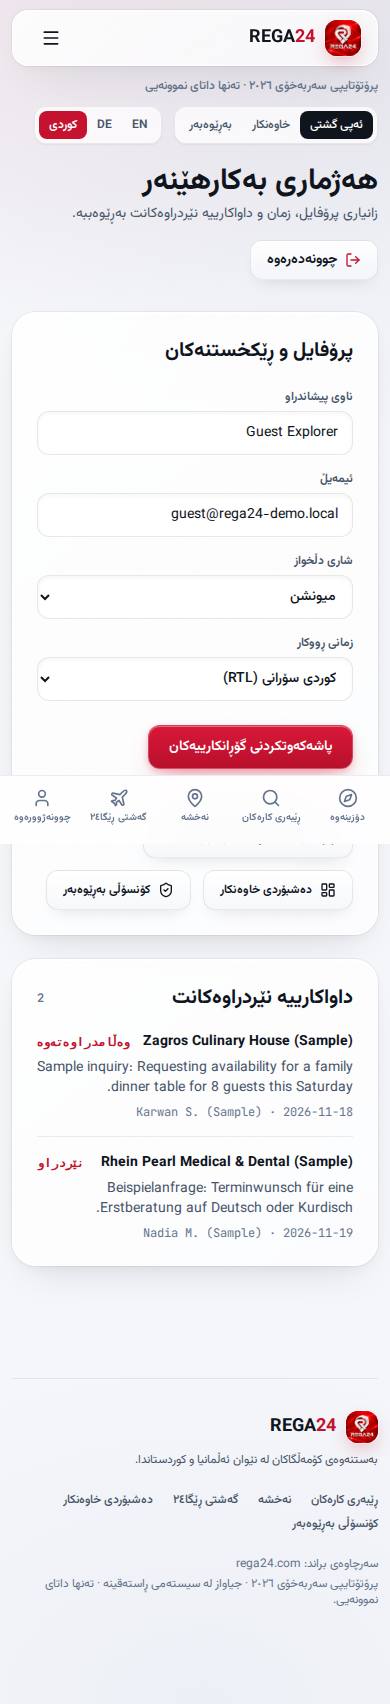 REGA24
پرۆتۆتایپی سەربەخۆی ٢٠٢٦ · تەنها داتای نموونەیی
ئەپی گشتی خاوەنکار بەڕێوەبەر
EN DE کوردی
هەژماری بەکارهێنەر
زانیاری پرۆفایل، زمان و داواکارییە نێردراوەکانت بەڕێوەببە.
چوونەدەرەوە
پرۆفایل و ڕێکخستنەکان
ناوی پیشاندراو
Guest Explorer
ئیمەیڵ
guest@rega24-demo.local
شاری دڵخواز
میونشن
زمانی ڕووکار
کوردی سۆرانی (RTL)
پاشەکەوتکردنی گۆڕانکارییەکان
دۆزینەوە ڕێبەری کارەکان نەخشە گەشتی ڕێگا٢٤ چوونەژوورەوە
دەشبۆردی خاوەنکار کۆنسۆڵی بەڕێوەبەر
داواکارییە نێردراوەکانت 2
Zagros Culinary House (Sample) وەڵامدراوەتەوە
Sample inquiry: Requesting availability for a family
dinner table for 8 guests this Saturday.
Karwan S. (Sample) · 2026-11-18
Rhein Pearl Medical & Dental (Sample) نێردراو
Beispielanfrage: Terminwunsch für eine
Erstberatung auf Deutsch oder Kurdisch.
Nadia M. (Sample) · 2026-11-19
REGA24
بەستنەوەی کۆمەڵگاکان لە نێوان ئەڵمانیا و کوردستاندا.
ڕێبەری کارەکان نەخشە گەشتی ڕێگا٢٤ دەشبۆردی خاوەنکار
کۆنسۆڵی بەڕێوەبەر
سەرچاوەی براند: rega24.com
پرۆتۆتایپی سەربەخۆی ٢٠٢٦ · جیاواز لە سیستەمی ڕاستەقینە · تەنها داتای
نموونەیی.